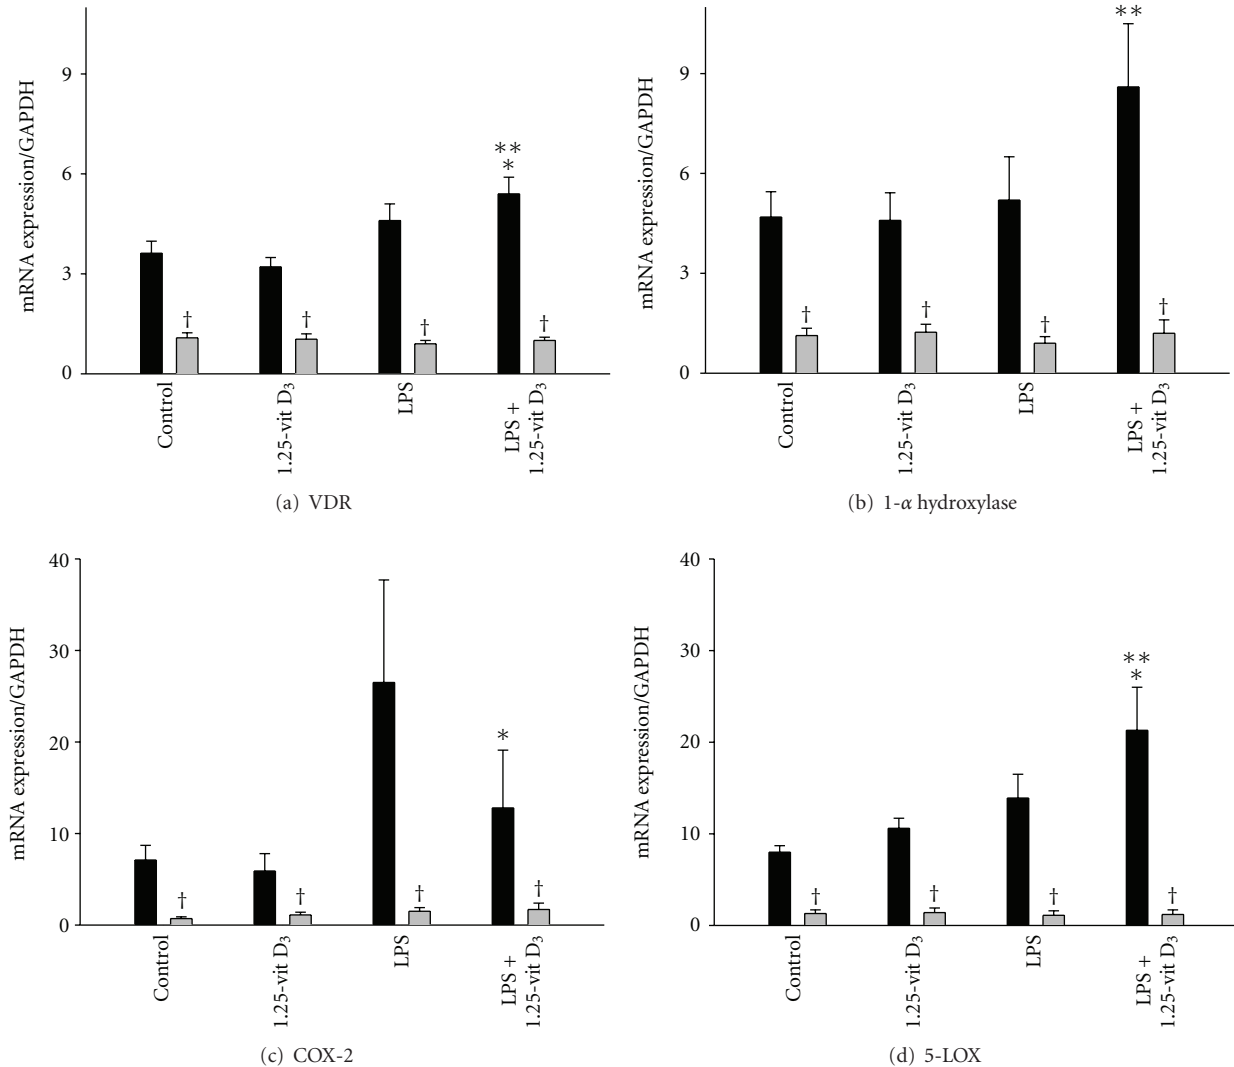 mRNA expression/GAPDH
9
6
3
0
**
*
†
†
†
†
Control
1.25-vit D3
LPS
LPS +
1.25-vit D3
(a) VDR
mRNA expression/GAPDH
9
6
3
0
**
†
†
†
†
Control
1.25-vit D3
LPS
LPS +
1.25-vit D3
(b) 1-α hydroxylase
mRNA expression/GAPDH
40
30
20
10
0
*
†
†
†
†
Control
1.25-vit D3
LPS
LPS +
1.25-vit D3
(c) COX-2
mRNA expression/GAPDH
40
30
20
10
0
**
*
†
†
†
†
Control
1.25-vit D3
LPS
LPS +
1.25-vit D3
(d) 5-LOX